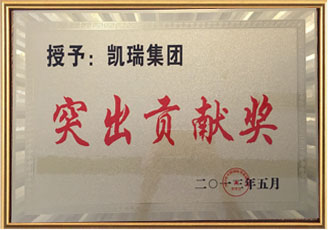 授予：凯瑞集团
突出贡献奖
二〇一三年五月